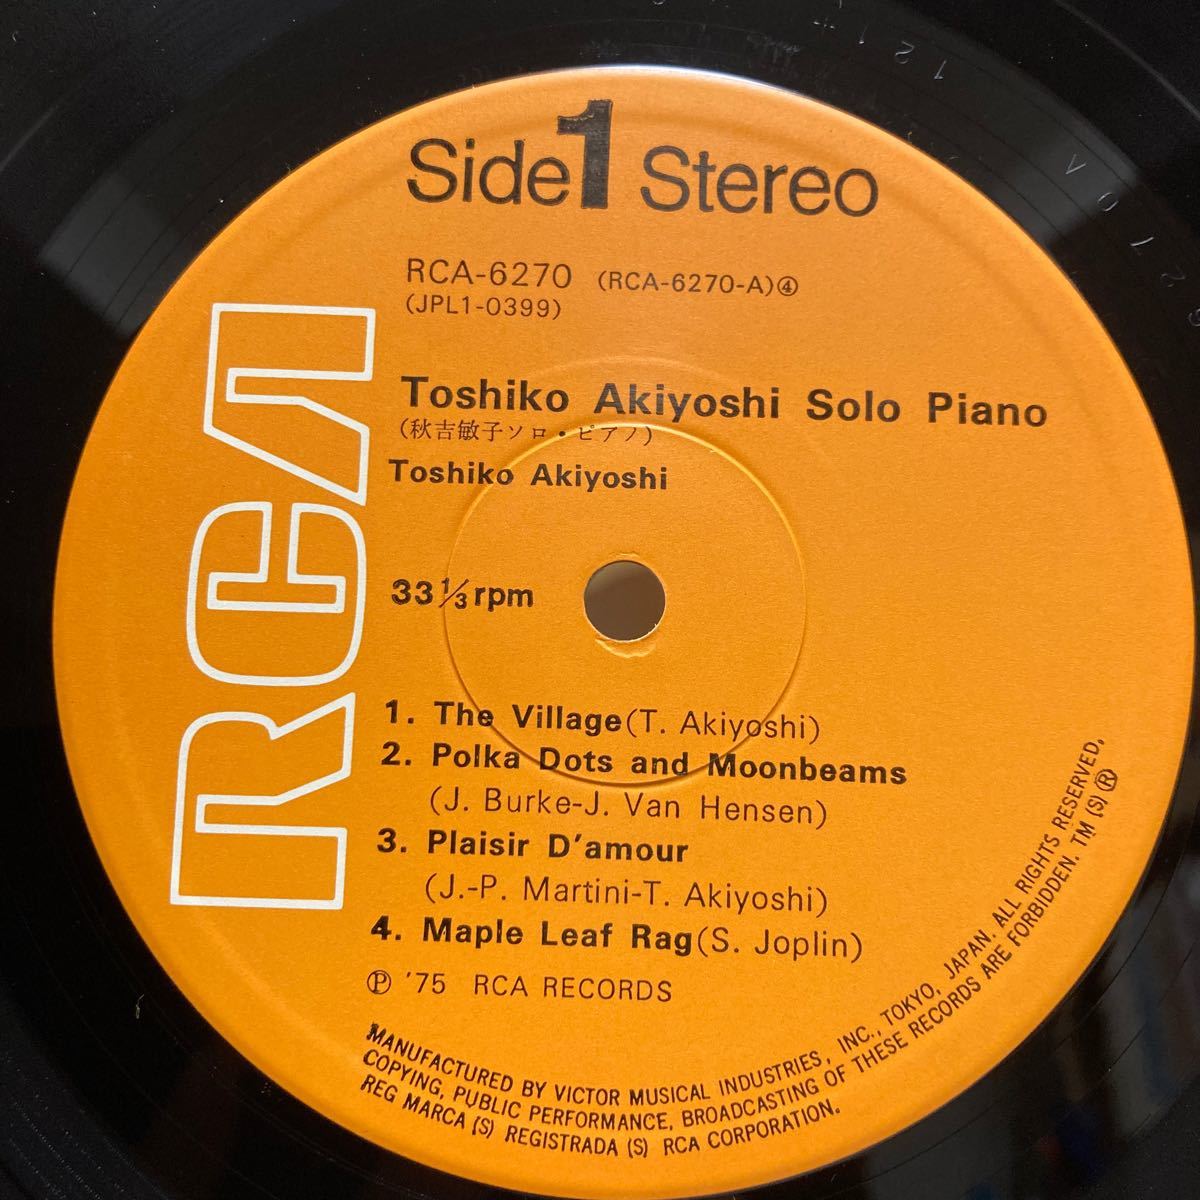 Side 1 Stereo
RCA-6270 (RCA-6270-A)④
(JPL1-0399)
Toshiko Akiyoshi Solo Piano
(秋吉敏子ソロ・ピアノ)
Toshiko Akiyoshi
33 1/3 rpm
RCA
1. The Village(T. Akiyoshi)
2. Polka Dots and Moonbeams
(J. Burke-J. Van Hensen)
3. Plaisir D'amour
(J.-P. Martini-T. Akiyoshi)
4. Maple Leaf Rag(S. Joplin)
Ⓟ '75 RCA RECORDS
MANUFACTURED BY VICTOR MUSICAL INDUSTRIES, INC., TOKYO, JAPAN. ALL RIGHTS RESERVED.
COPYING, PUBLIC PERFORMANCE, BROADCASTING OF THESE RECORDS ARE FORBIDDEN. TM (S) ®
REG MARCA (S) REGISTRADA (S) RCA CORPORATION.